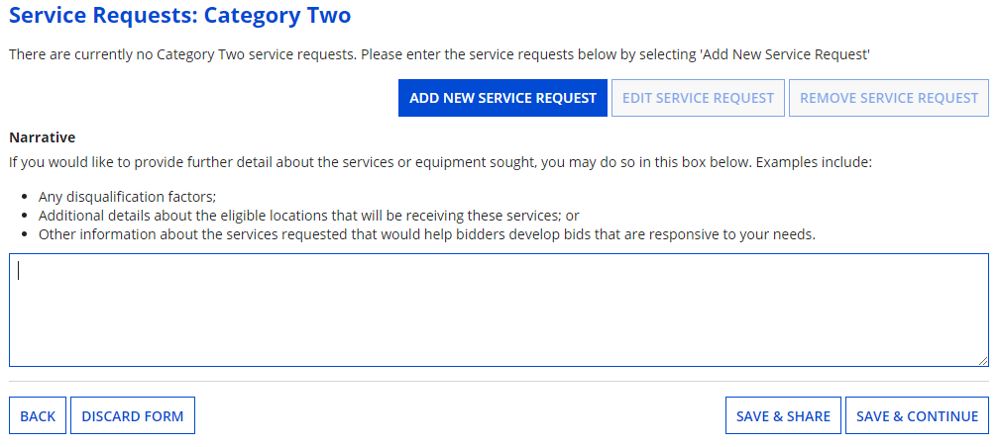 Service Requests: Category Two
There are currently no Category Two service requests. Please enter the service requests below by selecting 'Add New Service Request'
ADD NEW SERVICE REQUEST EDIT SERVICE REQUEST REMOVE SERVICE REQUEST
Narrative
If you would like to provide further detail about the services or equipment sought, you may do so in this box below. Examples include:
• Any disqualification factors;
• Additional details about the eligible locations that will be receiving these services; or
• Other information about the services requested that would help bidders develop bids that are responsive to your needs.
BACK DISCARD FORM SAVE & SHARE SAVE & CONTINUE